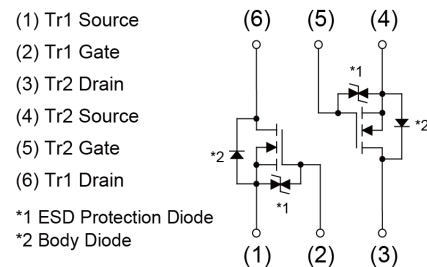 (1) Tr1 Source
(2) Tr1 Gate
(3) Tr2 Drain
(4) Tr2 Source
(5) Tr2 Gate
(6) Tr1 Drain
*1 ESD Protection Diode
*2 Body Diode
(6) (5) (4)
*1
*2
*2
*1
(1) (2) (3)